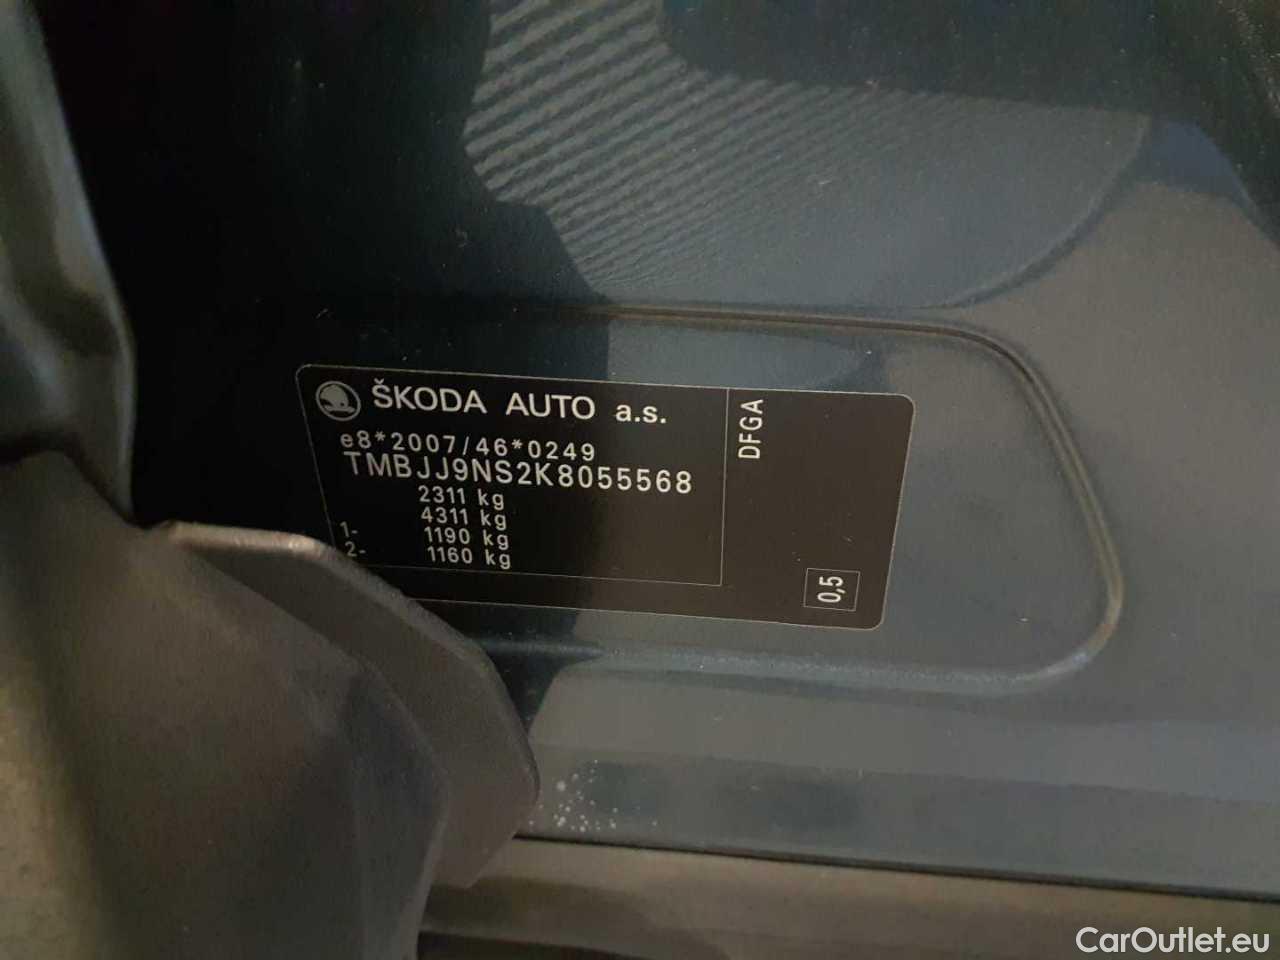 ŠKODA AUTO a.s.
e8*2007/46*0249
TMBJJ9NS2K8055568
2311 kg
4311 kg
1- 1190 kg
2- 1160 kg
DFGA
0,5
CarOutlet.eu